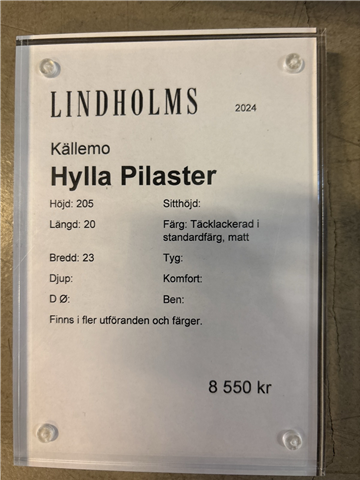 LINDHOLMS 2024
Källemo
Hylla Pilaster
Höjd: 205 Sitthöjd:
Längd: 20 Färg: Täcklackerad i
standardfärg, matt
Bredd: 23 Tyg:
Djup: Komfort:
D Ø: Ben:
Finns i fler utföranden och färger.
8 550 kr